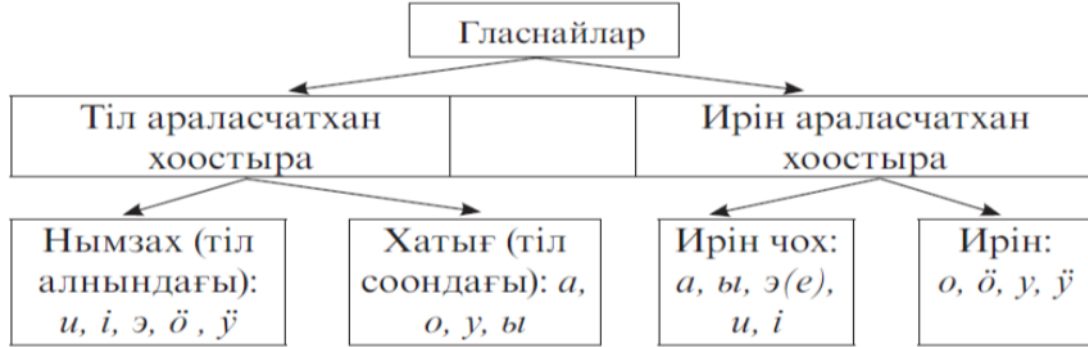 Гласнайлар
Тіл араласчатхан
хоостыра
Ирін араласчатхан
хоостыра
Нымзах (тіл
алнындағы):
и, і, э, ӧ , ӱ
Хатығ (тіл
соондағы): а,
о, у, ы
Ирін чох:
а, ы, э(е),
и, і
Ирін:
о, ӧ, у, ӱ